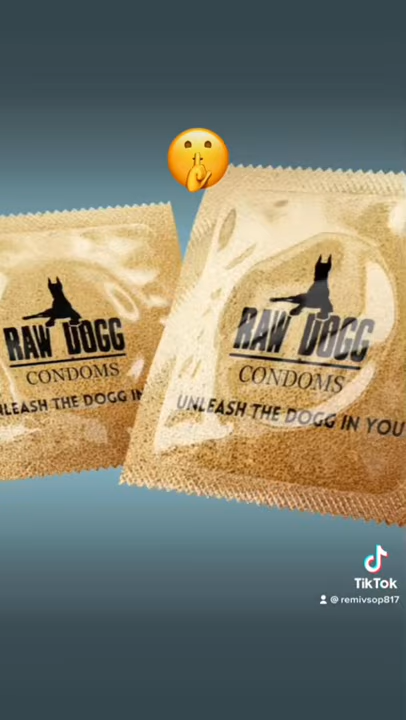 RAW DOGG
CONDOMS
UNLEASH THE DOGG IN
RAW DOGG
CONDOMS
UNLEASH THE DOGG IN YOU
TikTok
@ remivsop817